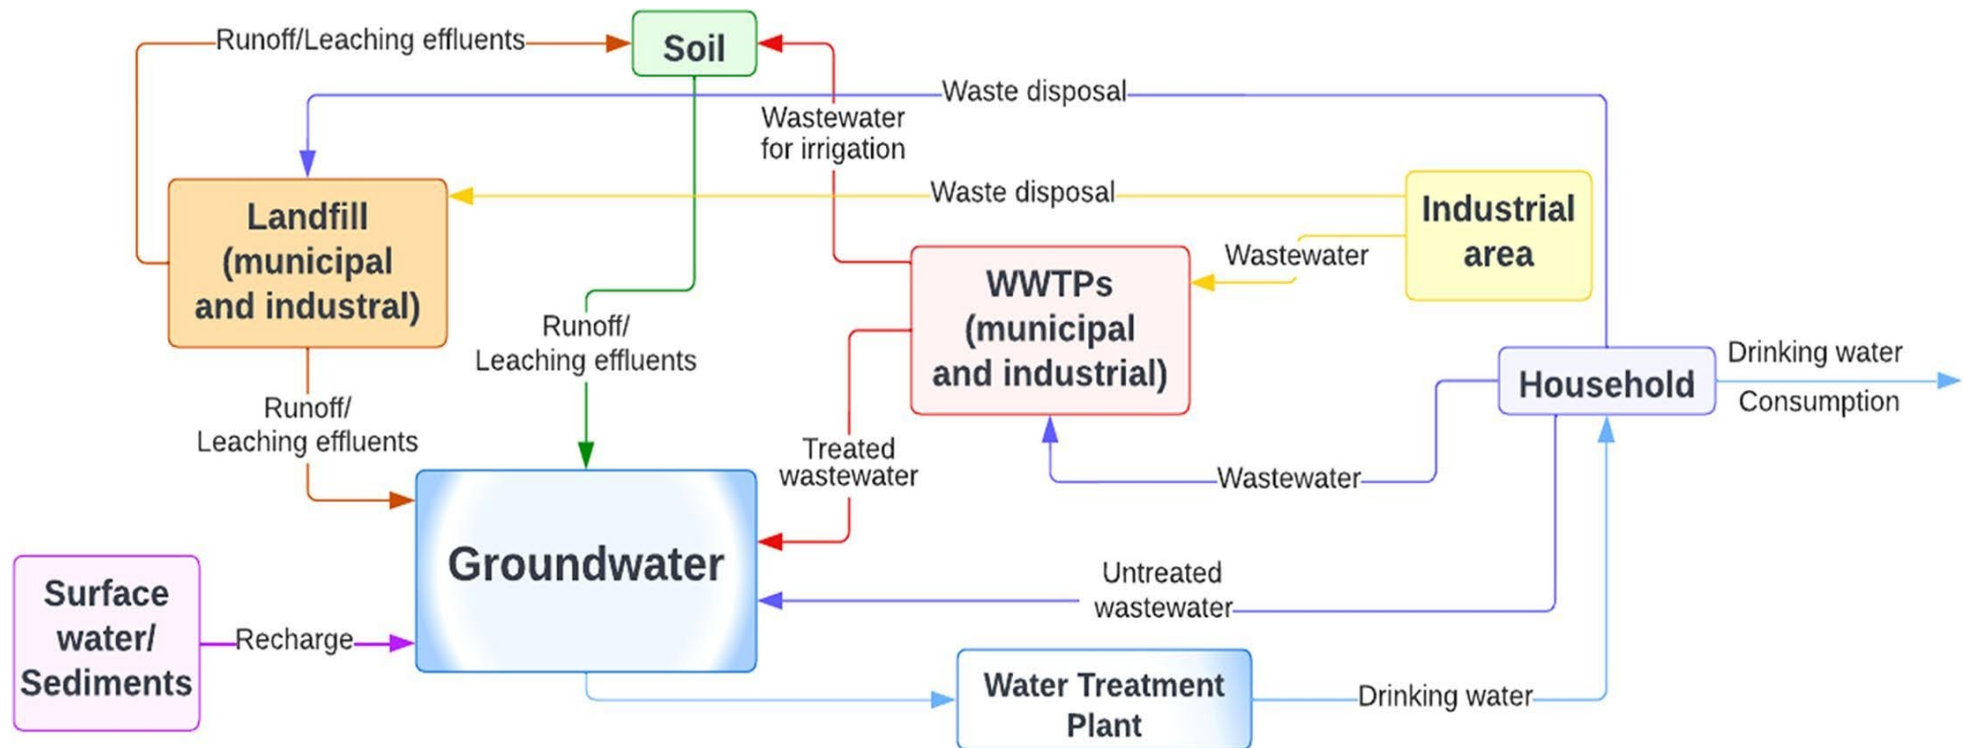 Runoff/Leaching effluents
Soil
Waste disposal
Wastewater
for irrigation
Landfill
(municipal
and industral)
Waste disposal
Industrial
area
Wastewater
WWTPs
(municipal
and industrial)
Runoff/
Leaching effluents
Household
Drinking water
Consumption
Runoff/
Leaching effluents
Treated
wastewater
Wastewater
Groundwater
Untreated
wastewater
Surface
water/
Sediments
Recharge
Water Treatment
Plant
Drinking water